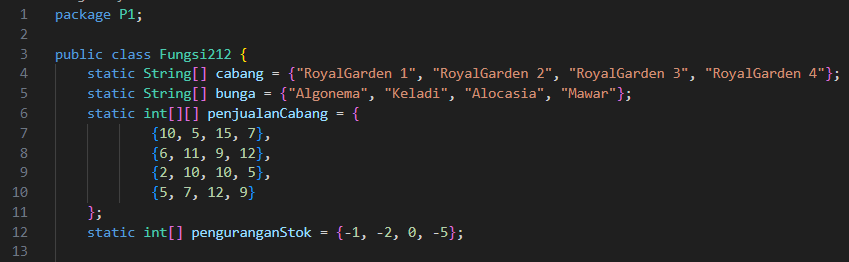 1 package P1;
2
3 public class Fungsi212 {
4 static String[] cabang = {"RoyalGarden 1", "RoyalGarden 2", "RoyalGarden 3", "RoyalGarden 4"};
5 static String[] bunga = {"Algonema", "Keladi", "Alocasia", "Mawar"};
6 static int[][] penjualanCabang = {
7 {10, 5, 15, 7},
8 {6, 11, 9, 12},
9 {2, 10, 10, 5},
10 {5, 7, 12, 9}
11 };
12 static int[] penguranganStok = {-1, -2, 0, -5};
13